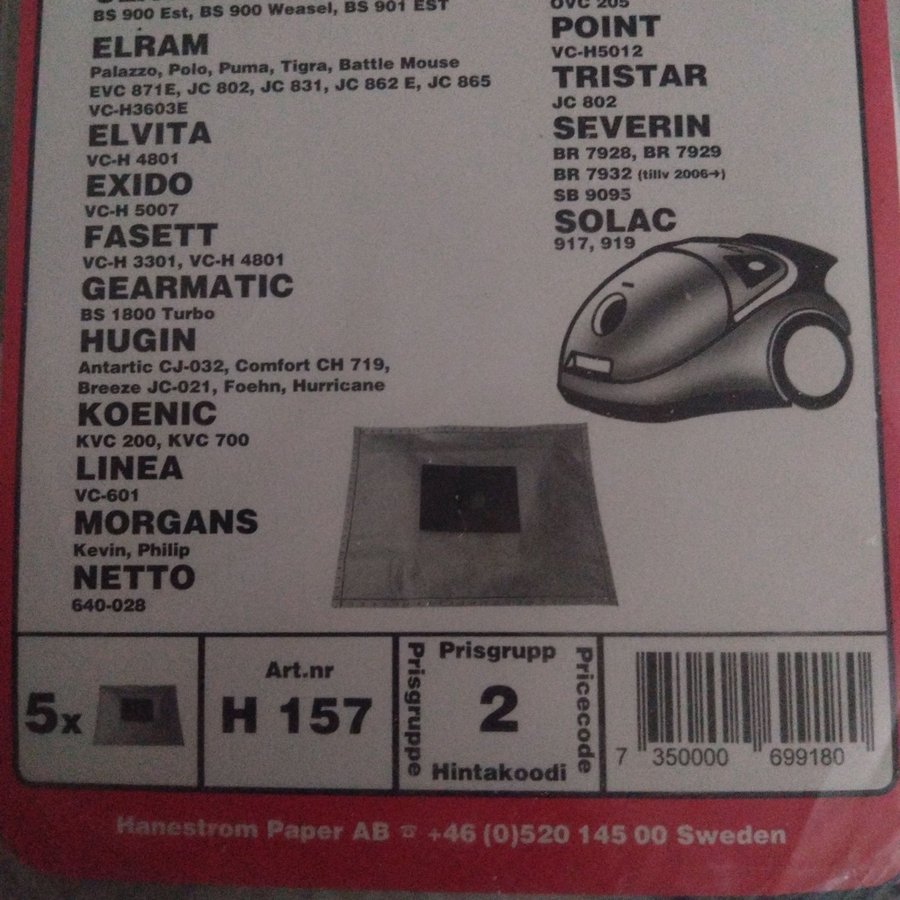 BS 900 Est, BS 900 Weasel, BS 901 EST
ELRAM
Palazzo, Polo, Puma, Tigra, Battle Mouse
EVC 871E, JC 802, JC 831, JC 862 E, JC 865
VC-H3603E
ELVITA
VC-H 4801
EXIDO
VC-H 5007
FASETT
VC-H 3301, VC-H 4801
GEARMATIC
BS 1800 Turbo
HUGIN
Antartic CJ-032, Comfort CH 719,
Breeze JC-021, Foehn, Hurricane
KOENIC
KVC 200, KVC 700
LINEA
VC-601
MORGANS
Kevin, Philip
NETTO
640-028
OVC 205
POINT
VC-H5012
TRISTAR
JC 802
SEVERIN
BR 7928, BR 7929
BR 7932 (tillv 2006→)
SB 9095
SOLAC
917, 919
5x
Art.nr
H 157
Prisgruppe
Prisgrupp
2
Hintakoodi
Pricecode
7 350000 699180
Hanestrom Paper AB ☎ +46 (0)520 145 00 Sweden